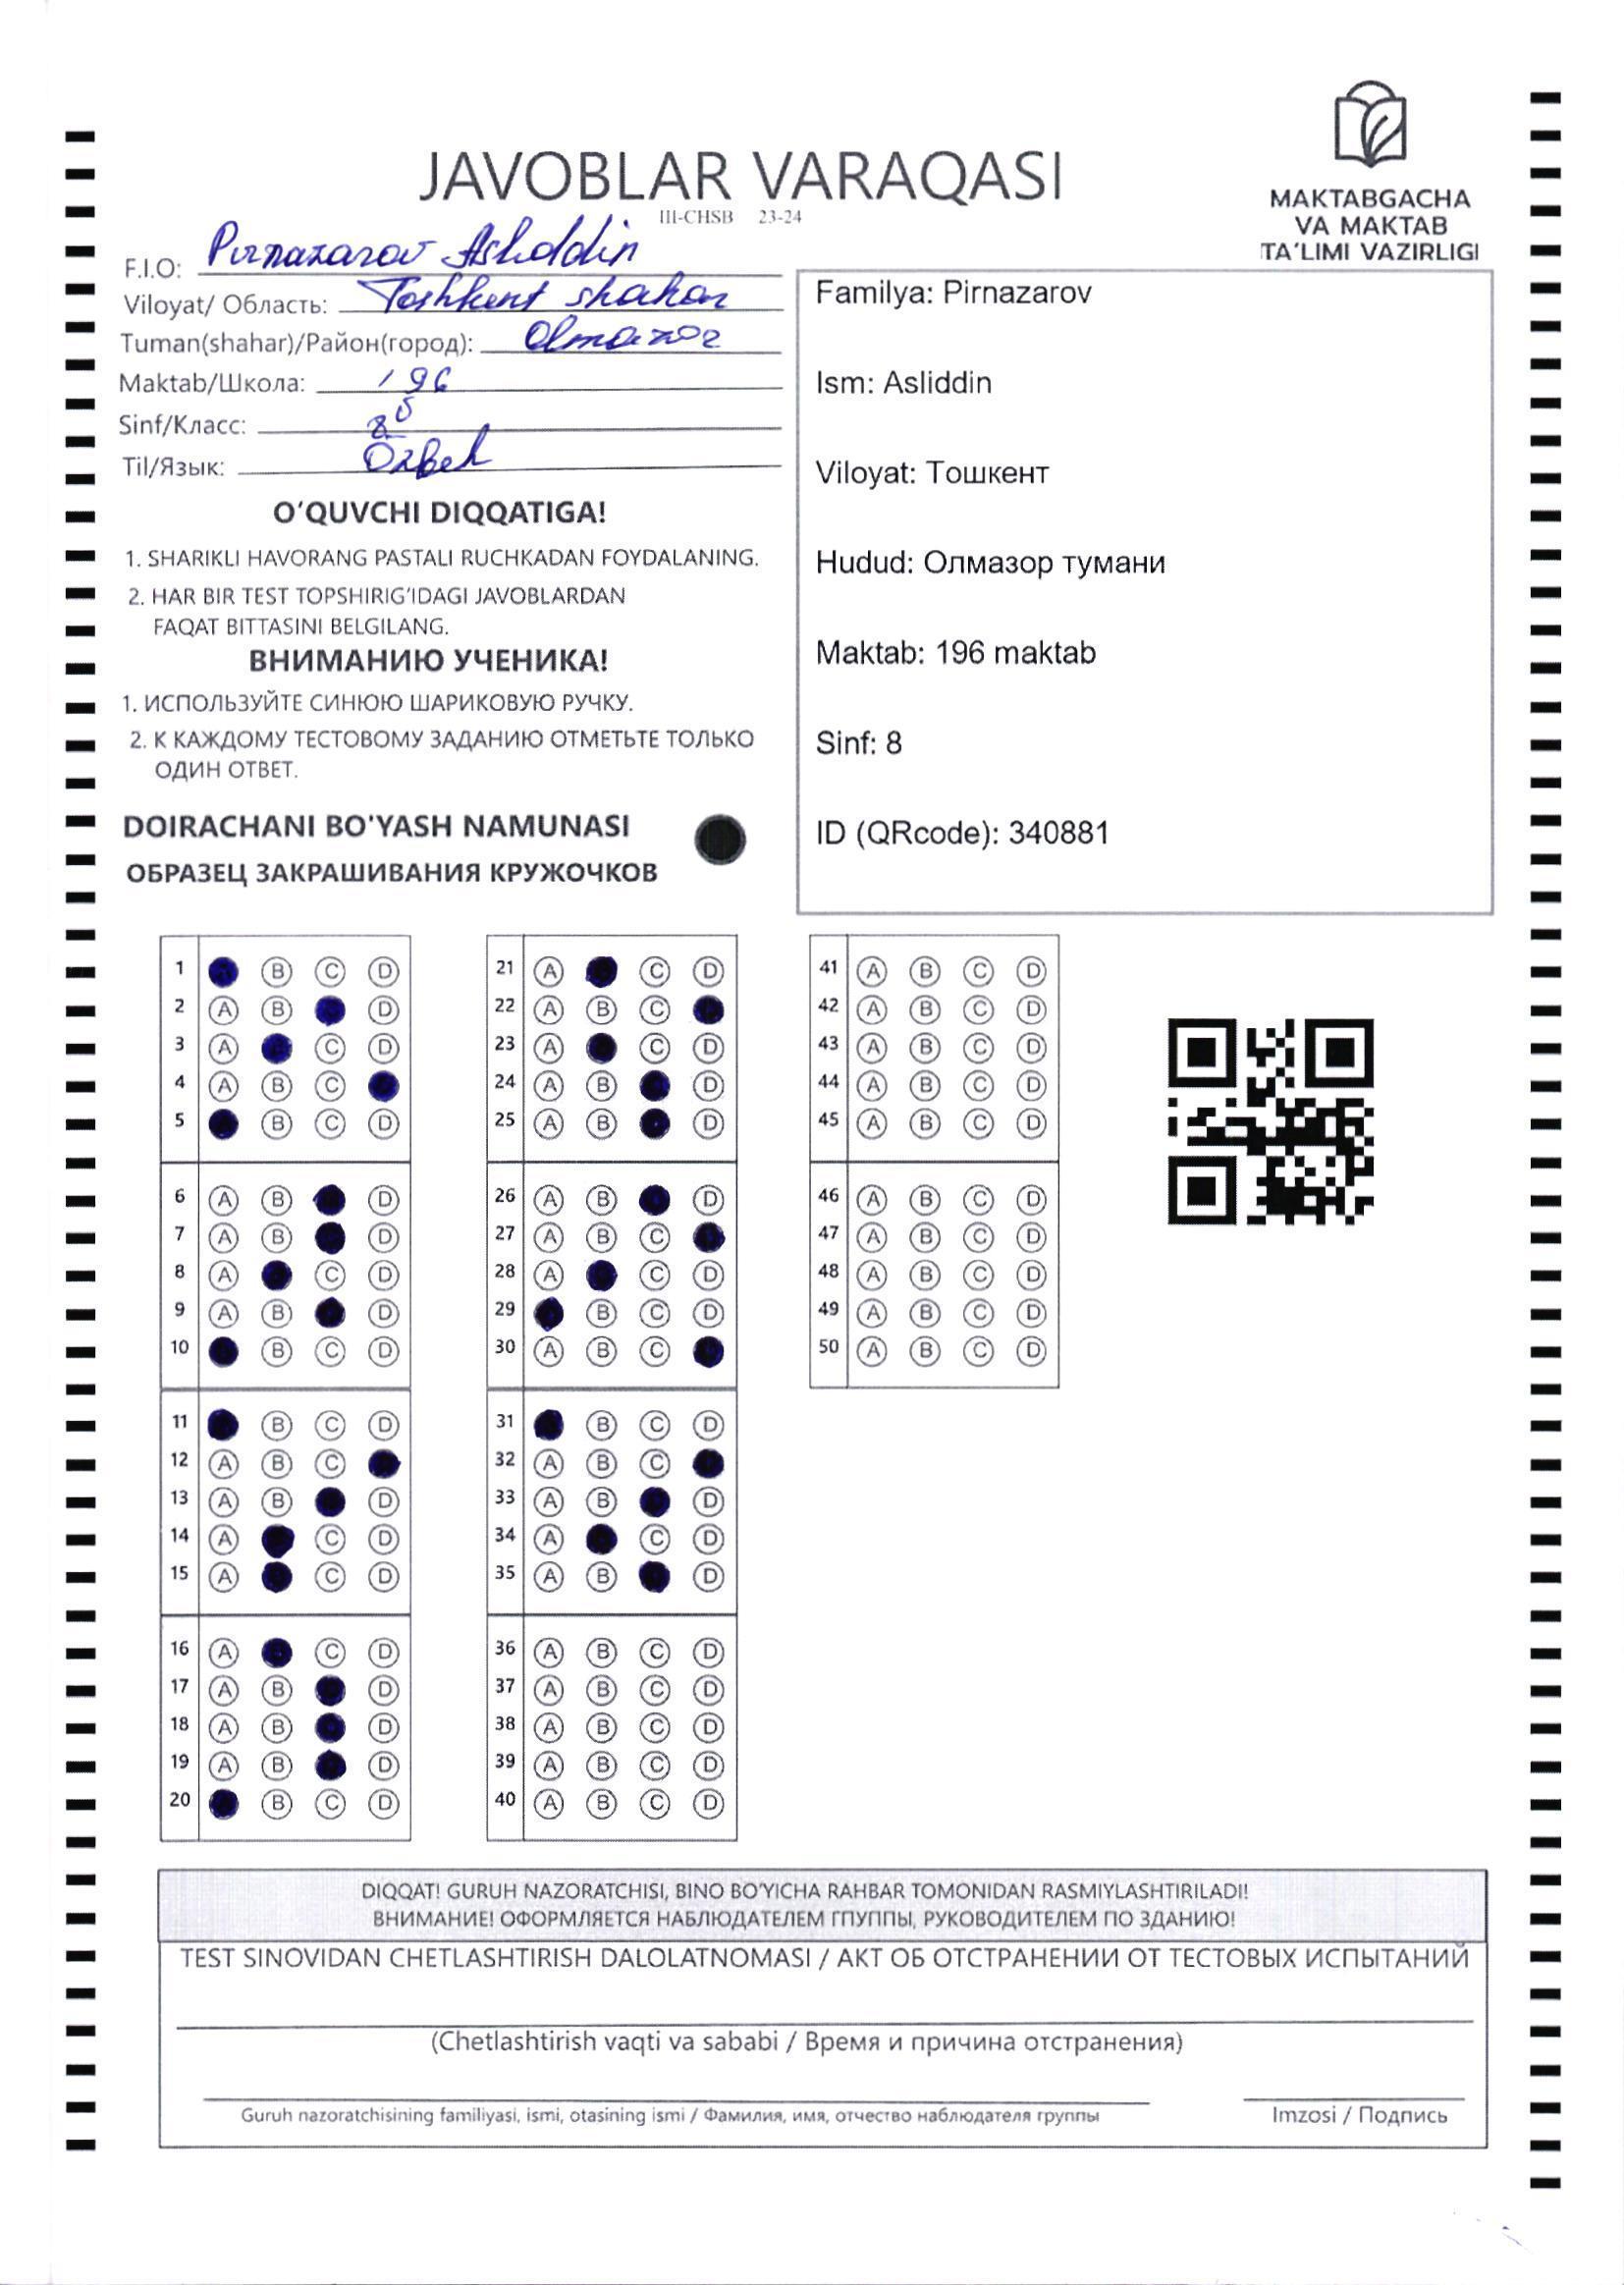 JAVOBLAR VARAQASI
III-CHSB 23-24
MAKTABGACHA
VA MAKTAB
TA'LIMI VAZIRLIGI
F.I.O: Pirnazarov Asliddin
Viloyat/ Область: Toshkent shahar
Tuman(shahar)/Район(город): Olmazor
Maktab/Школа: 196
Sinf/Класс: 8
Til/Язык: Ozbek
O'QUVCHI DIQQATIGA!
1. SHARIKLI HAVORANG PASTALI RUCHKADAN FOYDALANING.
2. HAR BIR TEST TOPSHIRIG'IDAGI JAVOBLARDAN
FAQAT BITTASINI BELGILANG.
ВНИМАНИЮ УЧЕНИКА!
1. ИСПОЛЬЗУЙТЕ СИНЮЮ ШАРИКОВУЮ РУЧКУ.
2. К КАЖДОМУ ТЕСТОВОМУ ЗАДАНИЮ ОТМЕТЬТЕ ТОЛЬКО
ОДИН ОТВЕТ.
DOIRACHANI BO'YASH NAMUNASI
ОБРАЗЕЦ ЗАКРАШИВАНИЯ КРУЖОЧКОВ
Familya: Pirnazarov
Ism: Asliddin
Viloyat: Тошкент
Hudud: Олмазор тумани
Maktab: 196 maktab
Sinf: 8
ID (QRcode): 340881
1 B C D
2 A B D
3 A C D
4 A B C
5 B C D
6 A B D
7 A B D
8 A C D
9 A B D
10 B C D
11 B C D
12 A B C
13 A B D
14 A C D
15 A C D
16 A C D
17 A B D
18 A B D
19 A B D
20 B C D
21 A C D
22 A B C
23 A C D
24 A B D
25 A B D
26 A B D
27 A B C
28 A C D
29 B C D
30 A B C
31 B C D
32 A B C
33 A B D
34 A C D
35 A B D
36 A B C D
37 A B C D
38 A B C D
39 A B C D
40 A B C D
41 A B C D
42 A B C D
43 A B C D
44 A B C D
45 A B C D
46 A B C D
47 A B C D
48 A B C D
49 A B C D
50 A B C D
DIQQAT! GURUH NAZORATCHISI, BINO BO'YICHA RAHBAR TOMONIDAN RASMIYLASHTIRILADI!
ВНИМАНИЕ! ОФОРМЛЯЕТСЯ НАБЛЮДАТЕЛЕМ ГПУППЫ, РУКОВОДИТЕЛЕМ ПО ЗДАНИЮ!
TEST SINOVIDAN CHETLASHTIRISH DALOLATNOMASI / АКТ ОБ ОТСТРАНЕНИИ ОТ ТЕСТОВЫХ ИСПЫТАНИЙ
(Chetlashtirish vaqti va sababi / Время и причина отстранения)
Guruh nazoratchisining familiyasi, ismi, otasining ismi / Фамилия, имя, отчество наблюдателя группы
Imzosi / Подпись